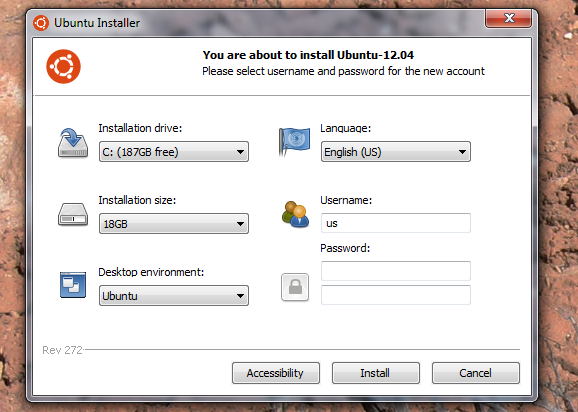 Ubuntu Installer
You are about to install Ubuntu-12.04
Please select username and password for the new account
Installation drive:
C: (187GB free)
Language:
English (US)
Installation size:
18GB
Username:
us
Password:
Desktop environment:
Ubuntu
Rev 272
Accessibility
Install
Cancel